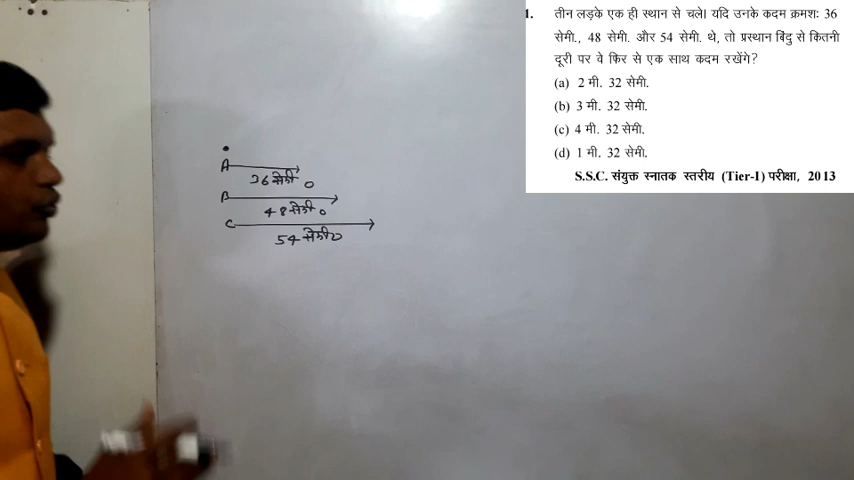 1. तीन लड़के एक ही स्थान से चले। यदि उनके कदम क्रमशः 36
सेमी., 48 सेमी. और 54 सेमी. थे, तो प्रस्थान बिंदु से कितनी
दूरी पर वे फिर से एक साथ कदम रखेंगे?
(a) 2 मी. 32 सेमी.
(b) 3 मी. 32 सेमी.
(c) 4 मी. 32 सेमी.
(d) 1 मी. 32 सेमी.
S.S.C. संयुक्त स्नातक स्तरीय (Tier-I) परीक्षा, 2013
A
36 सेमी०
B
48 सेमी०
C
54 सेमी०